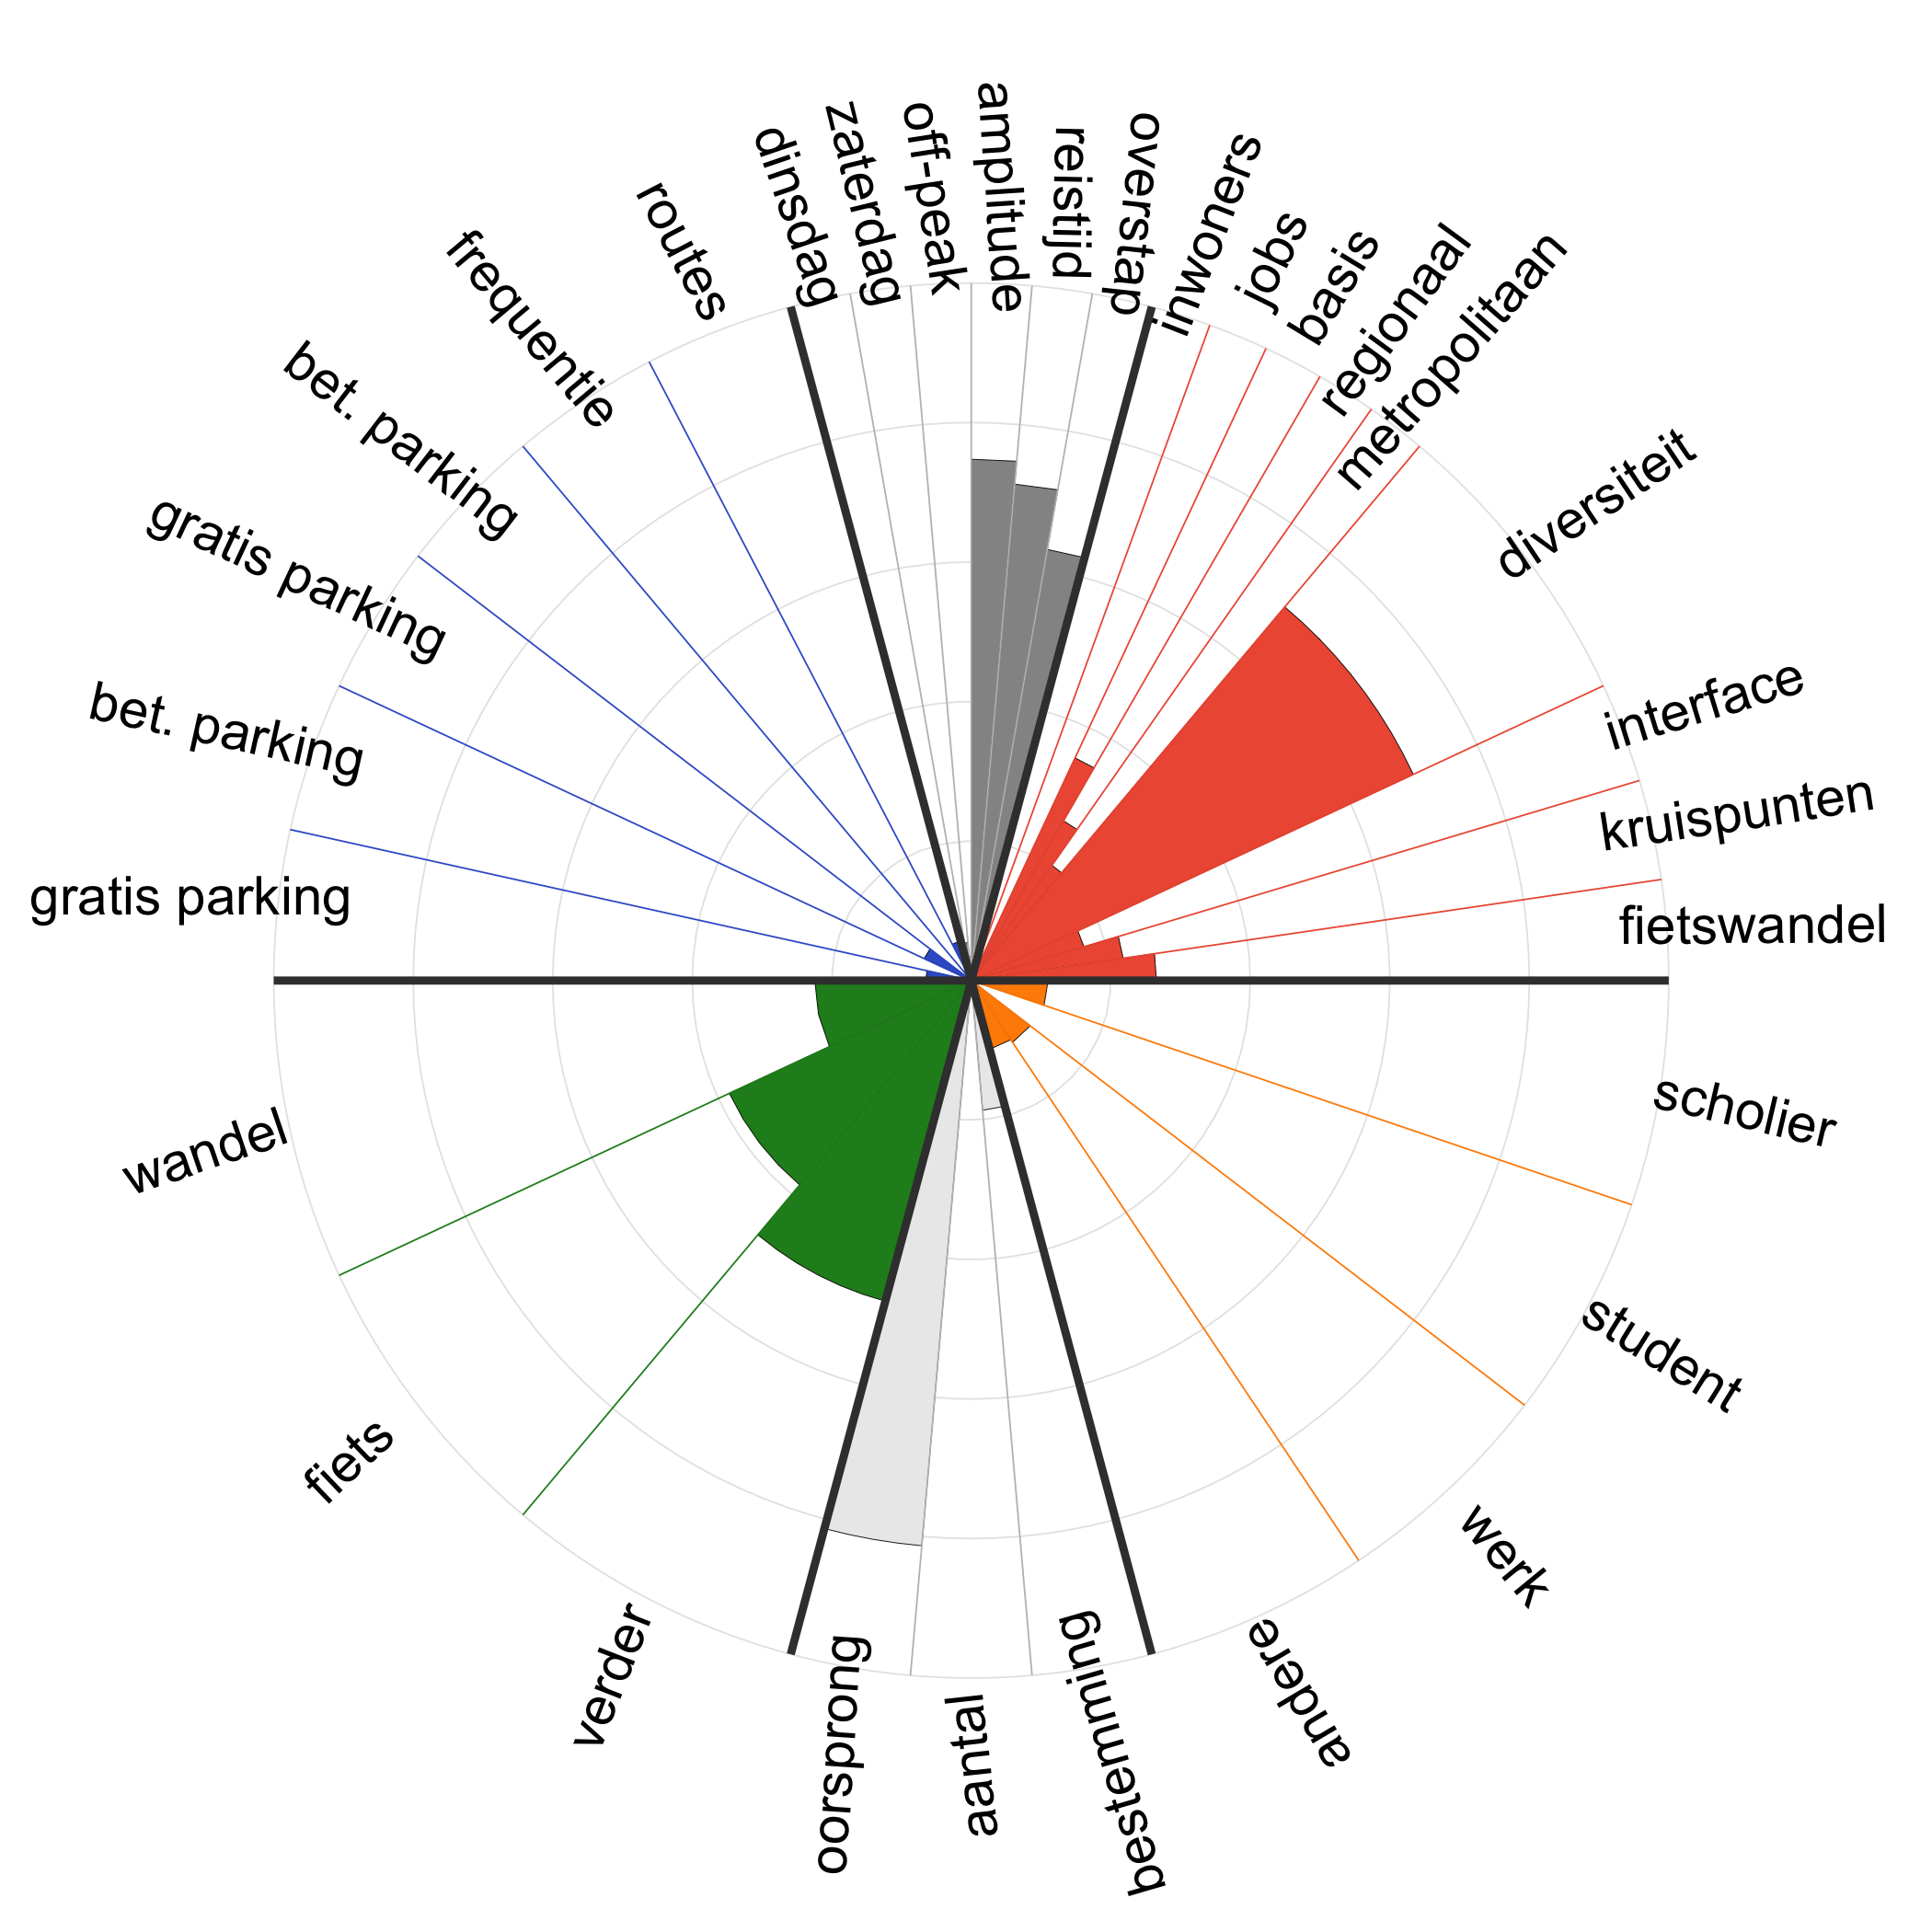 amplitude
reistijd
overstap
inwoners
jobs
basis
regionaal
metropolitaan
diversiteit
interface
kruispunten
fietswandel
scholier
student
werk
andere
bestemming
aantal
oorsprong
verder
fiets
wandel
gratis parking
bet. parking
gratis parking
bet. parking
frequentie
routes
dinsdag
zaterdag
off-peak